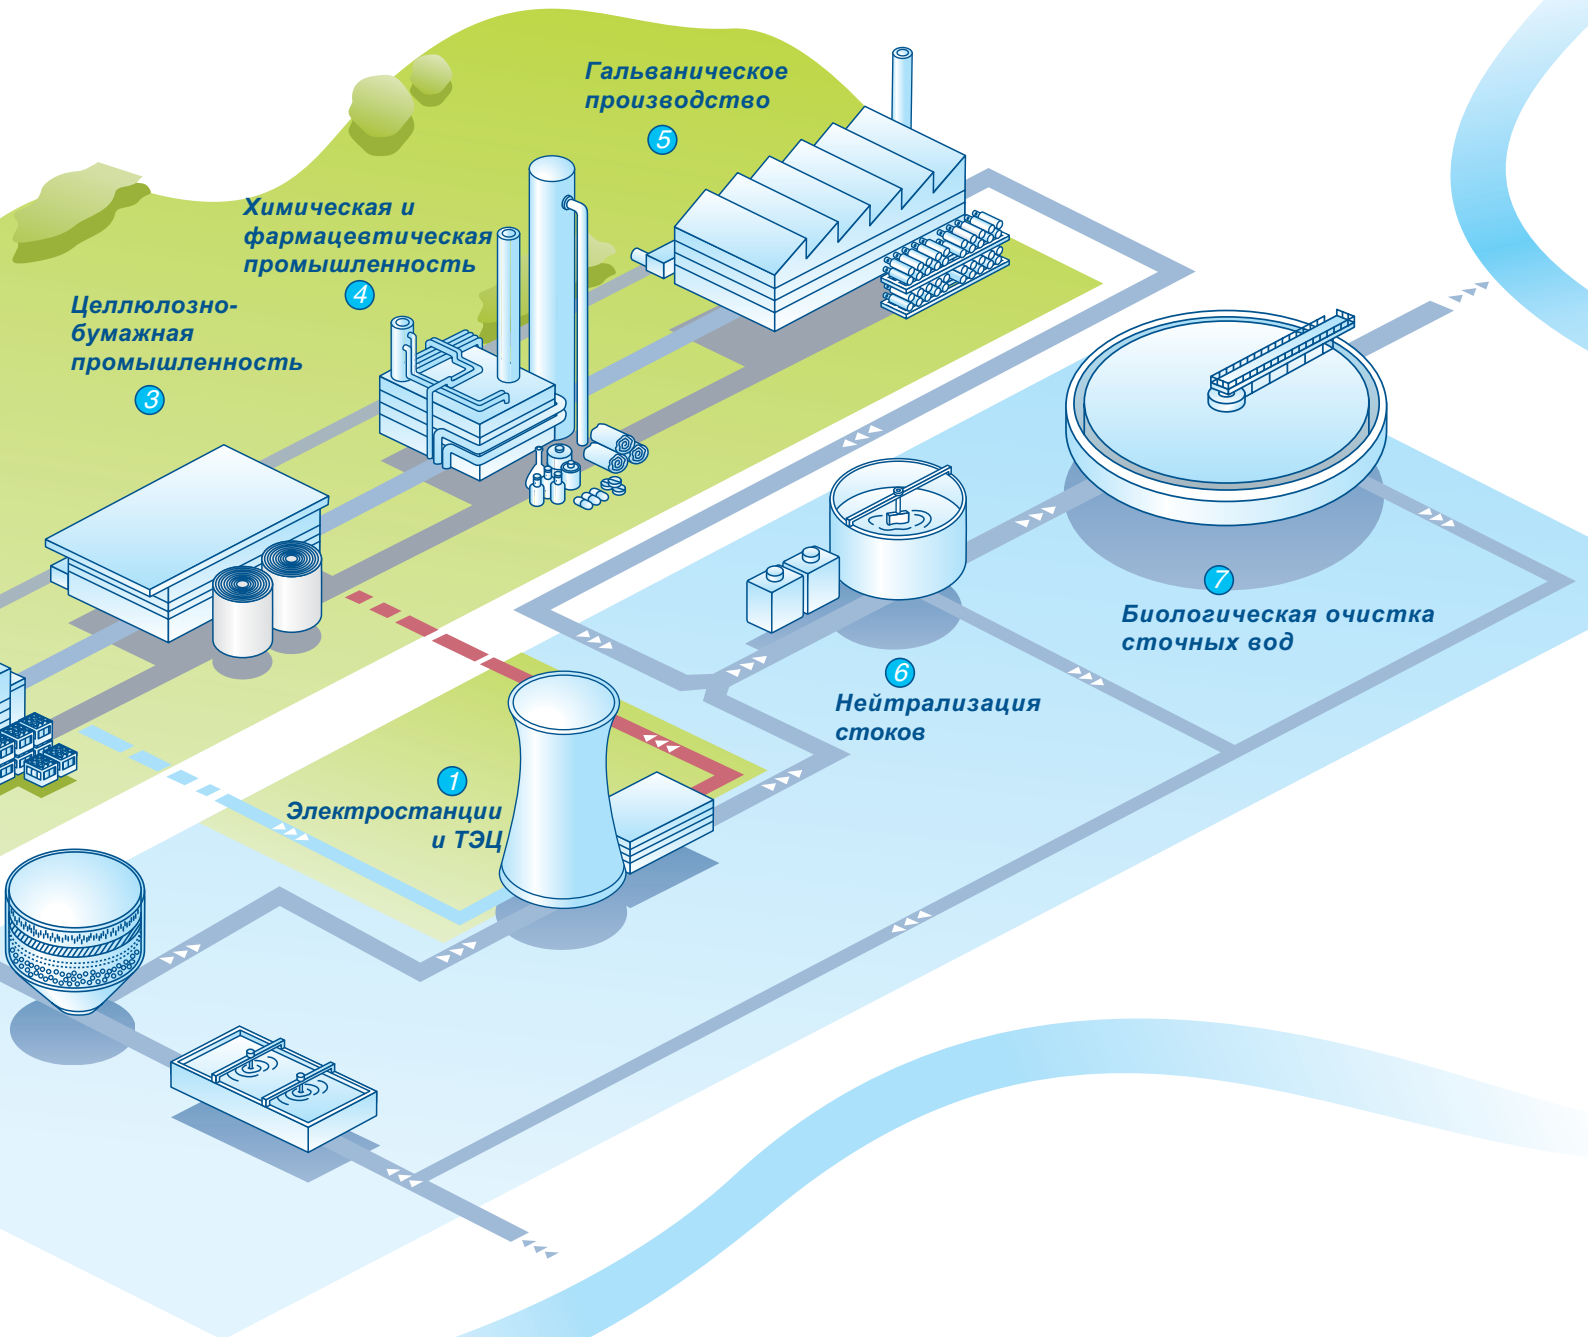 Гальваническое
производство
5
Химическая и
фармацевтическая
промышленность
4
Целлюлозно-
бумажная
промышленность
3
7
Биологическая очистка
сточных вод
6
Нейтрализация
стоков
1
Электростанции
и ТЭЦ